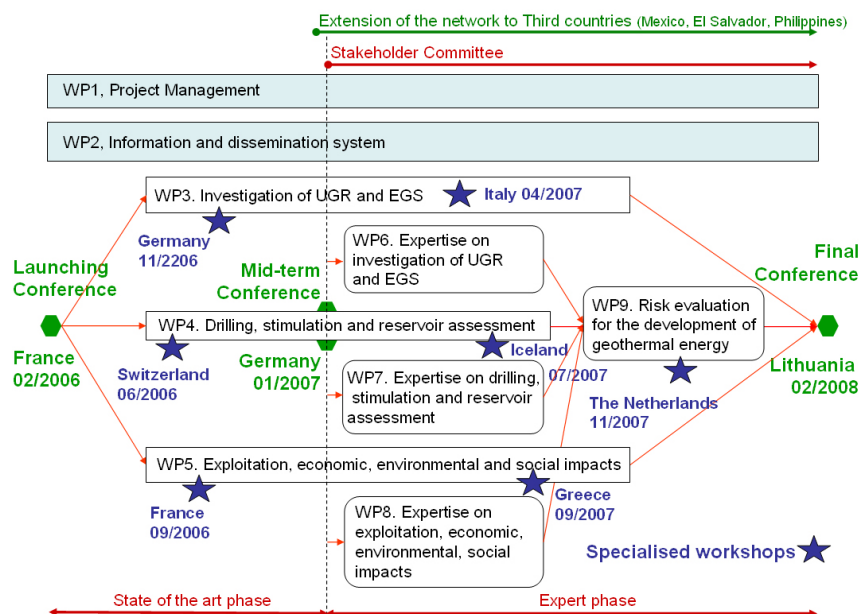 Extension of the network to Third countries (Mexico, El Salvador, Philippines)
Stakeholder Committee
WP1, Project Management
WP2, Information and dissemination system
WP3. Investigation of UGR and EGS
Italy 04/2007
Germany
11/2206
WP6. Expertise on
investigation of UGR
and EGS
Launching
Conference
Mid-term
Conference
Final
Conference
WP9. Risk evaluation
for the development of
geothermal energy
WP4. Drilling, stimulation and reservoir assessment
France
02/2006
Switzerland
06/2006
Germany
01/2007
Iceland
07/2007
Lithuania
02/2008
WP7. Expertise on drilling,
stimulation and reservoir
assessment
The Netherlands
11/2007
WP5. Exploitation, economic, environmental and social impacts
France
09/2006
Greece
09/2007
WP8. Expertise on
exploitation, economic,
environmental, social
impacts
Specialised workshops
State of the art phase
Expert phase